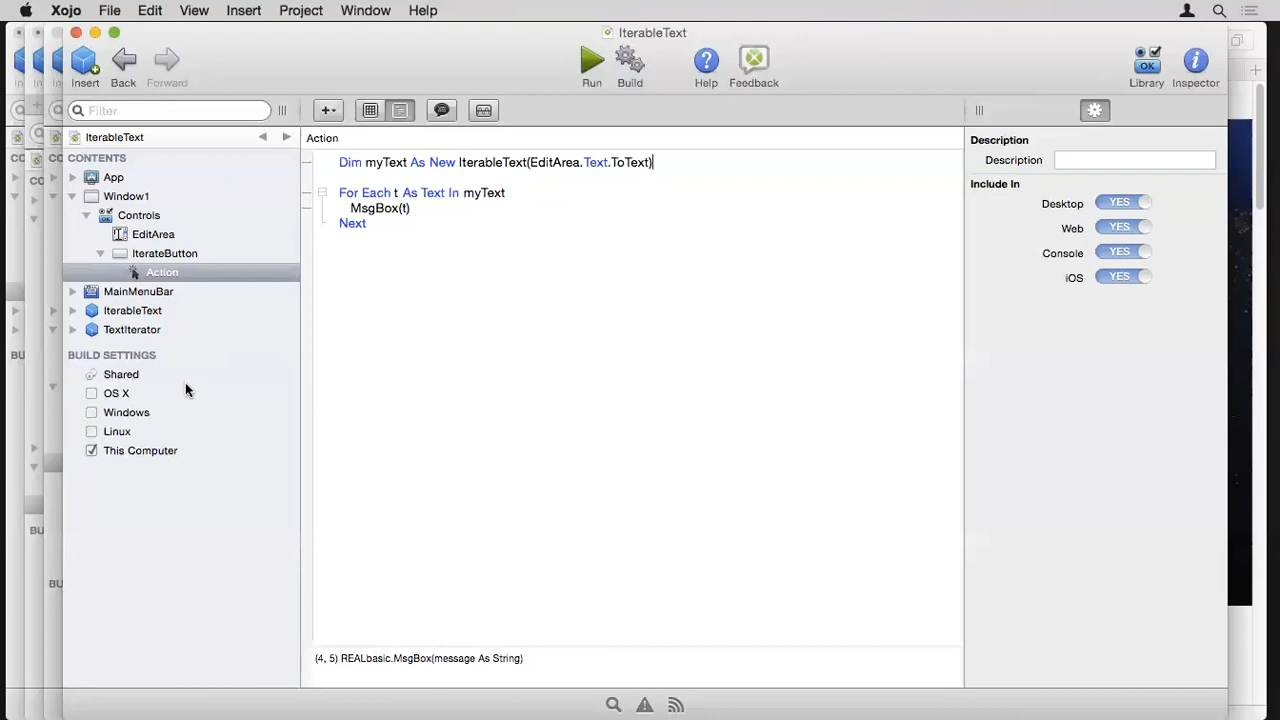 Xojo File Edit View Insert Project Window Help
IterableText
Insert Back Forward Run Build Help Feedback Library Inspector
OK
Filter
IterableText
Action
CONTENTS
App
Window1
Controls
EditArea
IterateButton
Action
MainMenuBar
IterableText
TextIterator
BUILD SETTINGS
Shared
OS X
Windows
Linux
This Computer
Dim myText As New IterableText(EditArea.Text.ToText)
For Each t As Text In myText
MsgBox(t)
Next
(4, 5) REALbasic.MsgBox(message As String)
Description
Description
Include In
Desktop YES
Web YES
Console YES
iOS YES